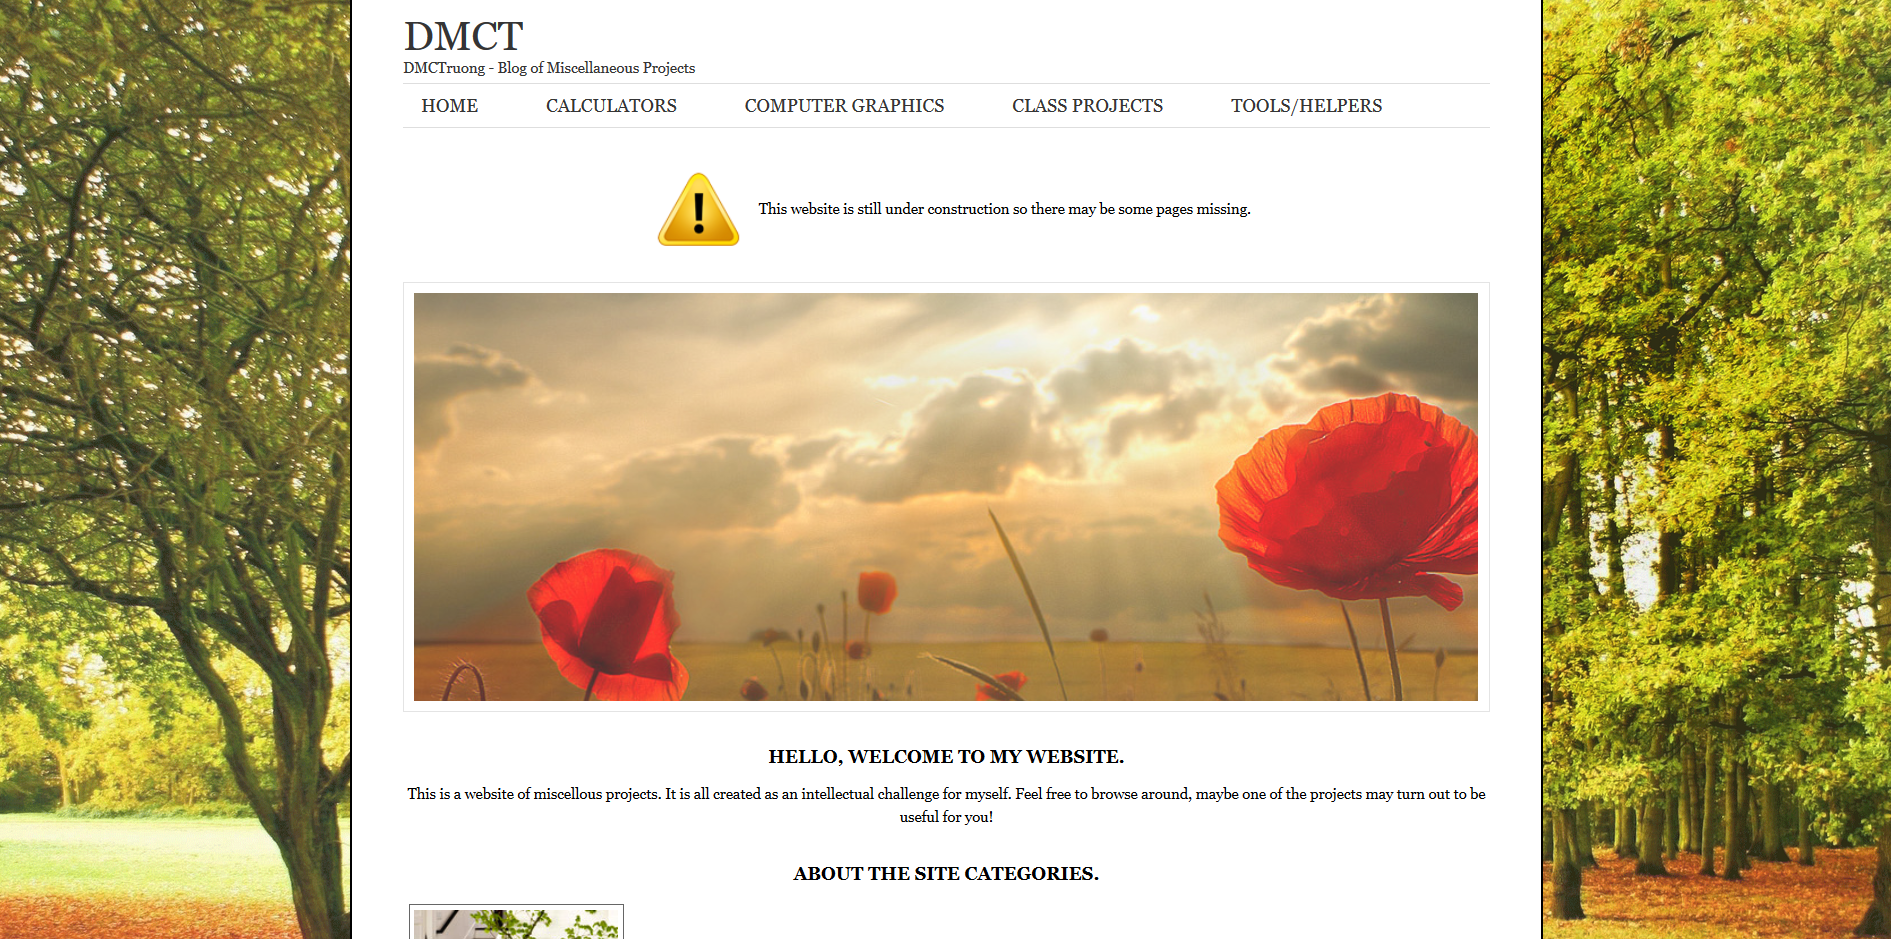 DMCT
DMCTruong - Blog of Miscellaneous Projects
HOME CALCULATORS COMPUTER GRAPHICS CLASS PROJECTS TOOLS/HELPERS
This website is still under construction so there may be some pages missing.
HELLO, WELCOME TO MY WEBSITE.
This is a website of miscellous projects. It is all created as an intellectual challenge for myself. Feel free to browse around, maybe one of the projects may turn out to be
useful for you!
ABOUT THE SITE CATEGORIES.